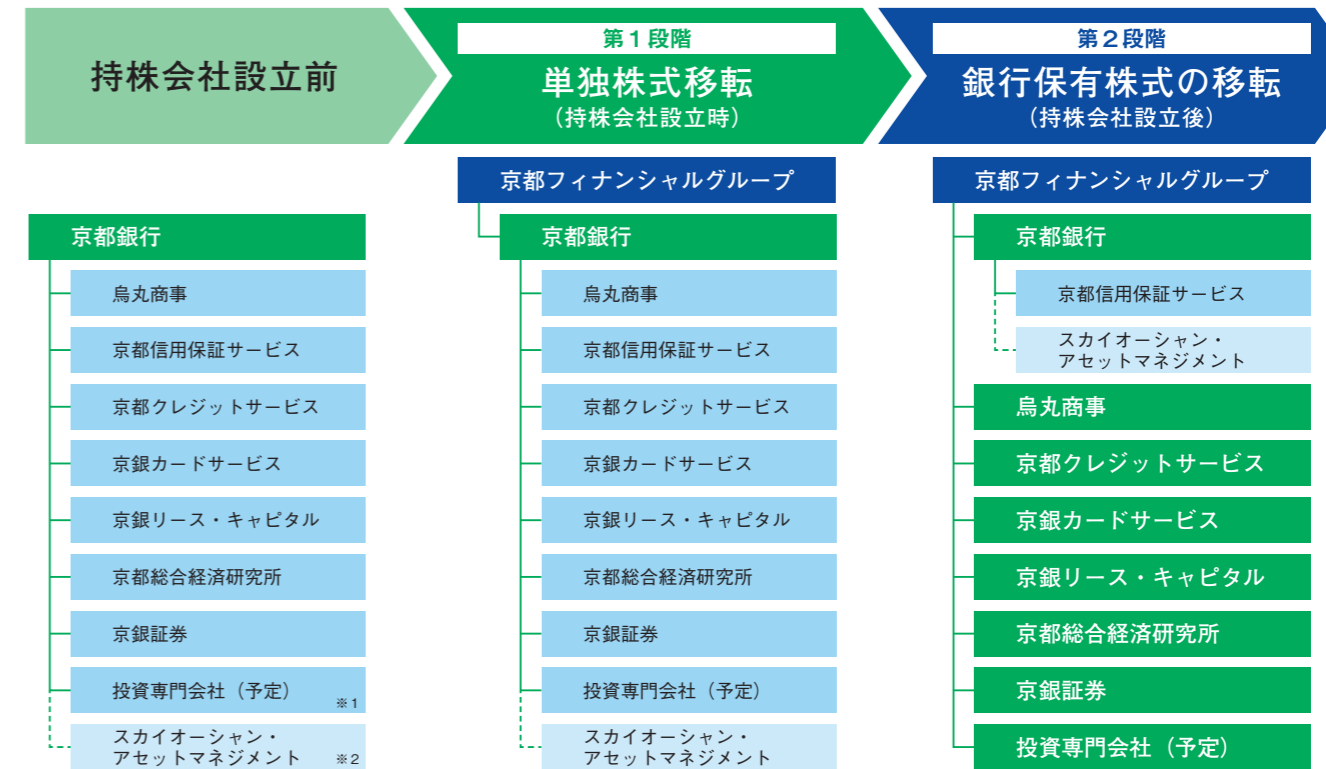 持株会社設立前
第1段階
単独株式移転
（持株会社設立時）
第2段階
銀行保有株式の移転
（持株会社設立後）
京都銀行
烏丸商事
京都信用保証サービス
京都クレジットサービス
京銀カードサービス
京銀リース・キャピタル
京都総合経済研究所
京銀証券
投資専門会社（予定）
※1
スカイオーシャン・
アセットマネジメント
※2
京都フィナンシャルグループ
京都銀行
烏丸商事
京都信用保証サービス
京都クレジットサービス
京銀カードサービス
京銀リース・キャピタル
京都総合経済研究所
京銀証券
投資専門会社（予定）
スカイオーシャン・
アセットマネジメント
京都フィナンシャルグループ
京都銀行
京都信用保証サービス
スカイオーシャン・
アセットマネジメント
烏丸商事
京都クレジットサービス
京銀カードサービス
京銀リース・キャピタル
京都総合経済研究所
京銀証券
投資専門会社（予定）